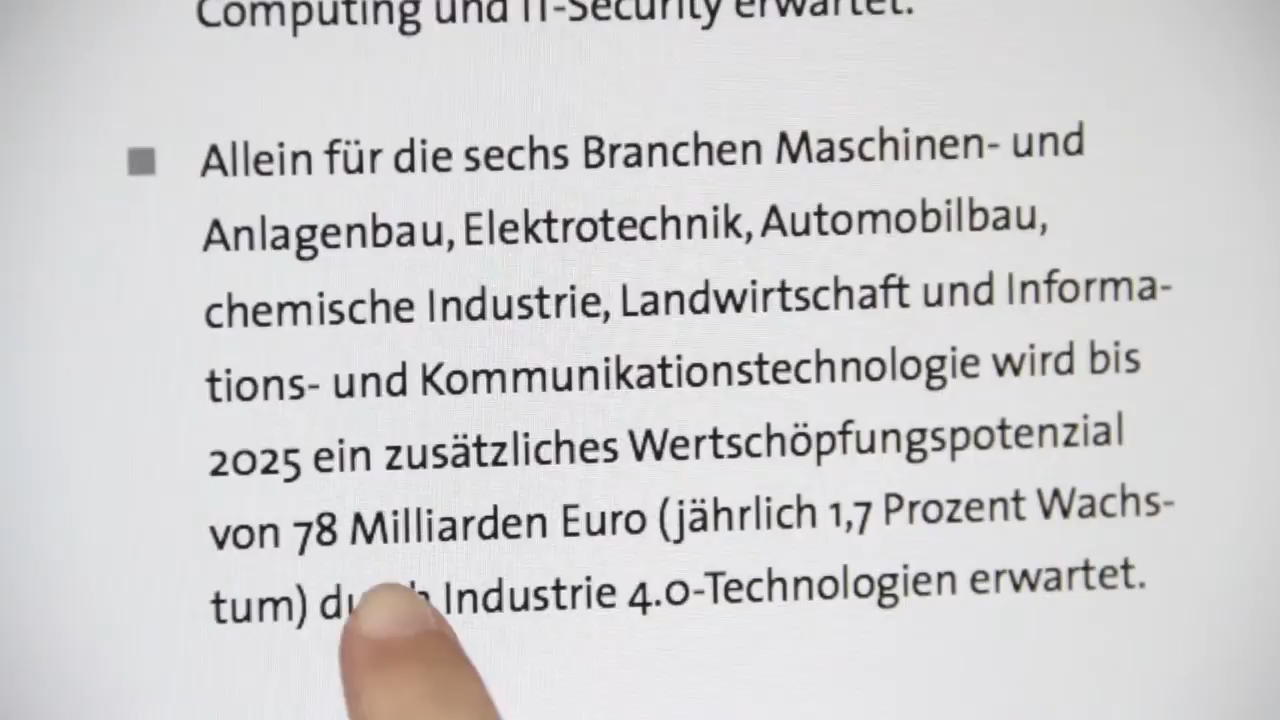 Computing und IT-Security erwartet.
Allein für die sechs Branchen Maschinen- und
Anlagenbau, Elektrotechnik, Automobilbau,
chemische Industrie, Landwirtschaft und Informa-
tions- und Kommunikationstechnologie wird bis
2025 ein zusätzliches Wertschöpfungspotenzial
von 78 Milliarden Euro (jährlich 1,7 Prozent Wachs-
tum) durch Industrie 4.0-Technologien erwartet.